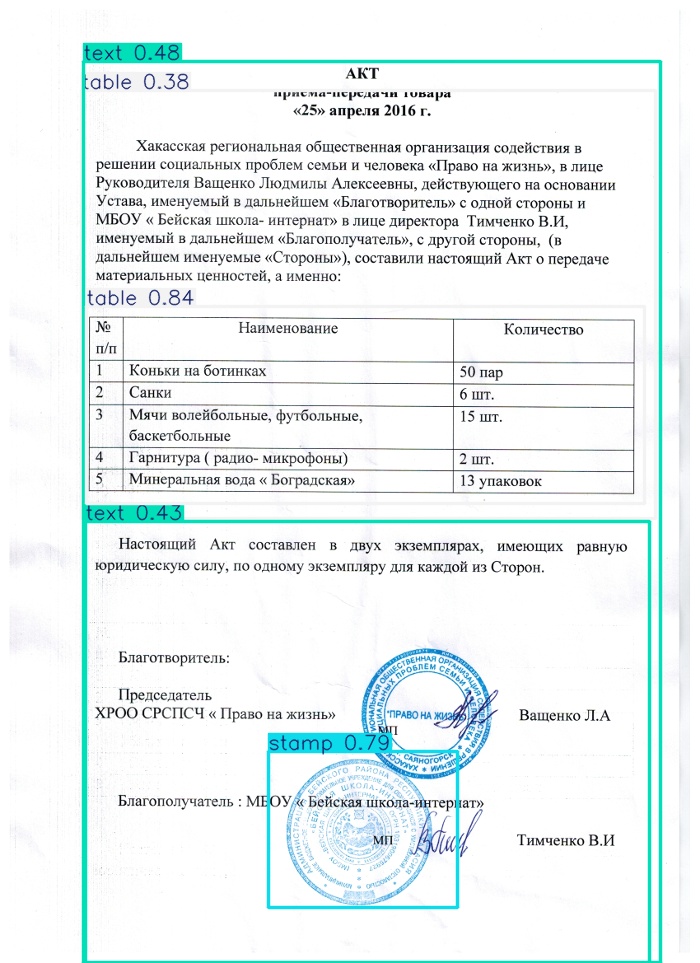 text 0.48
АКТ
table 0.38
приема-передачи товара
«25» апреля 2016 г.
Хакасская региональная общественная организация содействия в
решении социальных проблем семьи и человека «Право на жизнь», в лице
Руководителя Ващенко Людмилы Алексеевны, действующего на основании
Устава, именуемый в дальнейшем «Благотворитель» с одной стороны и
МБОУ « Бейская школа- интернат» в лице директора Тимченко В.И,
именуемый в дальнейшем «Благополучатель», с другой стороны, (в
дальнейшем именуемые «Стороны»), составили настоящий Акт о передаче
материальных ценностей, а именно:
table 0.84
№ п/п Наименование Количество
1 Коньки на ботинках 50 пар
2 Санки 6 шт.
3 Мячи волейбольные, футбольные, 15 шт.
баскетбольные
4 Гарнитура ( радио- микрофоны) 2 шт.
5 Минеральная вода « Боградская» 13 упаковок
text 0.43
Настоящий Акт составлен в двух экземплярах, имеющих равную
юридическую силу, по одному экземпляру для каждой из Сторон.
Благотворитель:
Председатель
ХРОО СРСПСЧ « Право на жизнь» Ващенко Л.А
"ПРАВО НА ЖИЗНЬ"
МП
САЯНОГОРСК
stamp 0.79
Благополучатель : МБОУ « Бейская школа-интернат»
МП Тимченко В.И